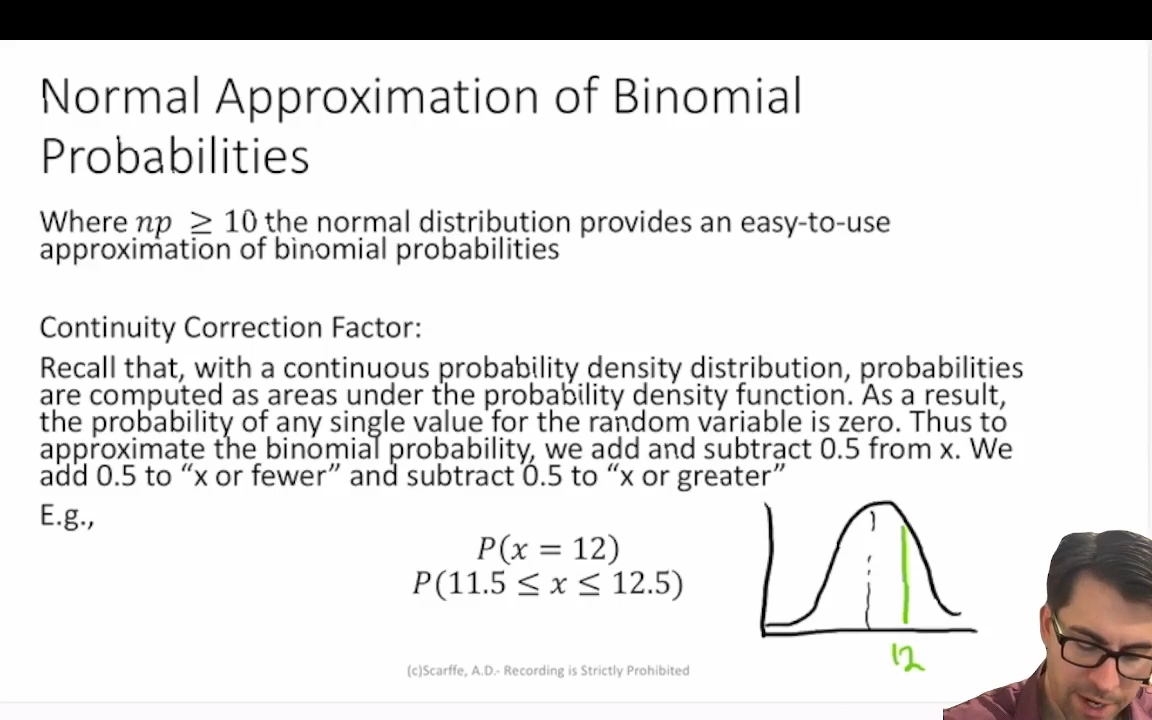 Normal Approximation of Binomial
Probabilities
Where np ≥ 10 the normal distribution provides an easy-to-use
approximation of binomial probabilities
Continuity Correction Factor:
Recall that, with a continuous probability density distribution, probabilities
are computed as areas under the probability density function. As a result,
the probability of any single value for the random variable is zero. Thus to
approximate the binomial probability, we add and subtract 0.5 from x. We
add 0.5 to “x or fewer” and subtract 0.5 to “x or greater”
E.g.,
P(x = 12)
P(11.5 ≤ x ≤ 12.5)
12
(c)Scarffe, A.D.- Recording is Strictly Prohibited